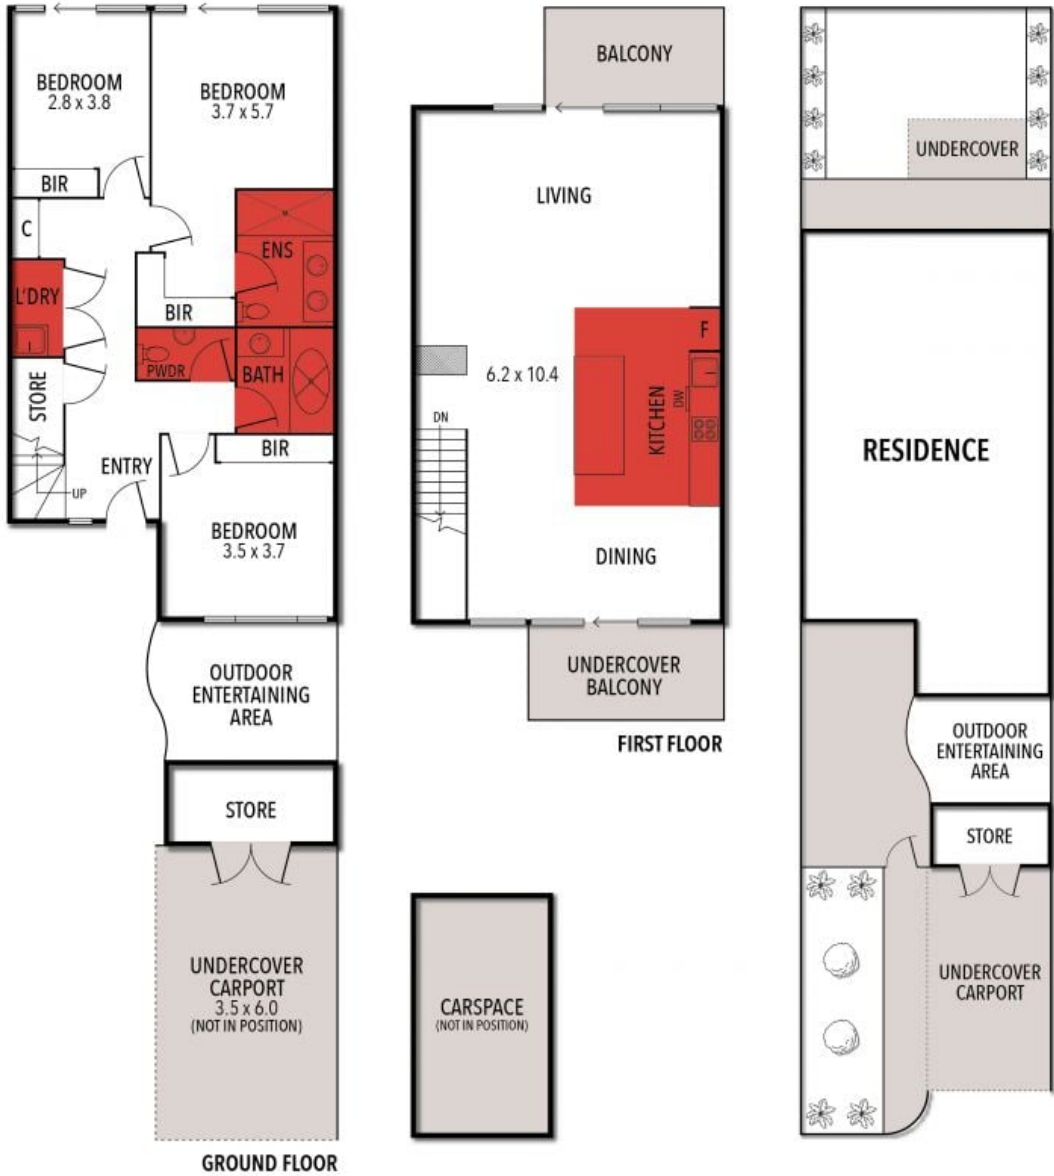 BEDROOM
2.8 x 3.8
BEDROOM
3.7 x 5.7
BIR
C
ENS
L'DRY
BIR
PWDR
BATH
STORE
BIR
ENTRY
UP
BEDROOM
3.5 x 3.7
OUTDOOR
ENTERTAINING
AREA
STORE
UNDERCOVER
CARPORT
3.5 x 6.0
(NOT IN POSITION)
GROUND FLOOR
BALCONY
LIVING
F
6.2 x 10.4
KITCHEN
DW
DN
DINING
UNDERCOVER
BALCONY
FIRST FLOOR
CARSPACE
(NOT IN POSITION)
UNDERCOVER
RESIDENCE
OUTDOOR
ENTERTAINING
AREA
STORE
UNDERCOVER
CARPORT